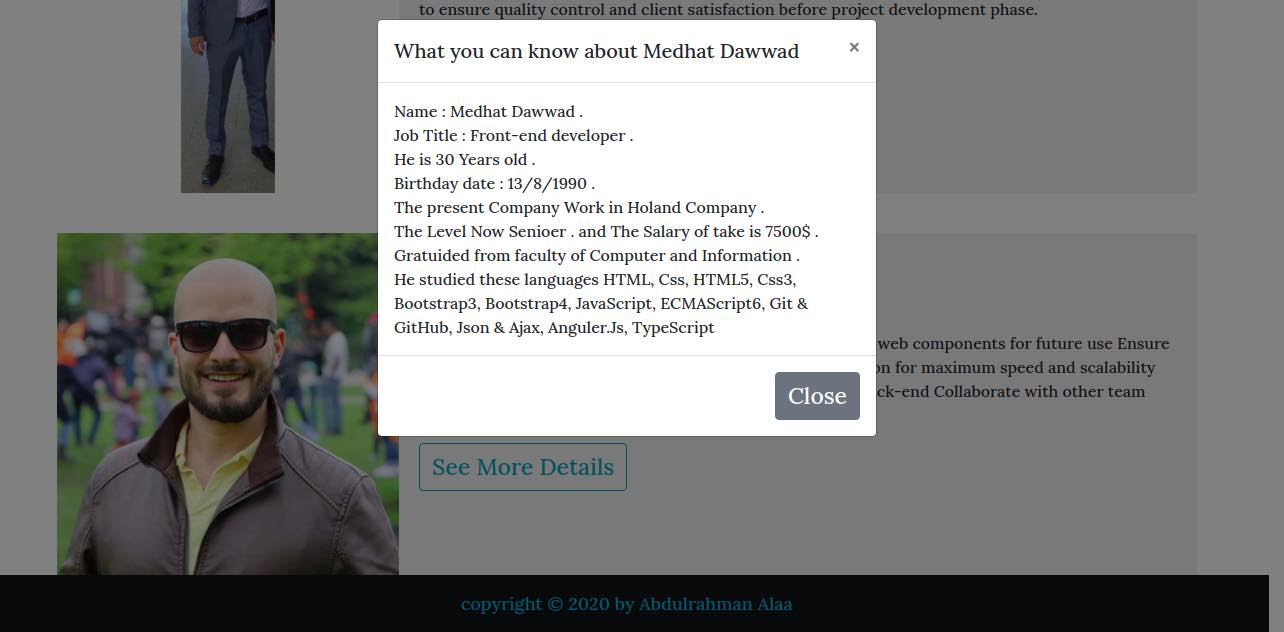 to ensure quality control and client satisfaction before project development phase.
What you can know about Medhat Dawwad
×
Name : Medhat Dawwad .
Job Title : Front-end developer .
He is 30 Years old .
Birthday date : 13/8/1990 .
The present Company Work in Holand Company .
The Level Now Senioer . and The Salary of take is 7500$ .
Gratuided from faculty of Computer and Information .
He studied these languages HTML, Css, HTML5, Css3,
Bootstrap3, Bootstrap4, JavaScript, ECMAScript6, Git &
GitHub, Json & Ajax, Anguler.Js, TypeScript
Close
web components for future use Ensure
on for maximum speed and scalability
ck-end Collaborate with other team
See More Details
copyright © 2020 by Abdulrahman Alaa